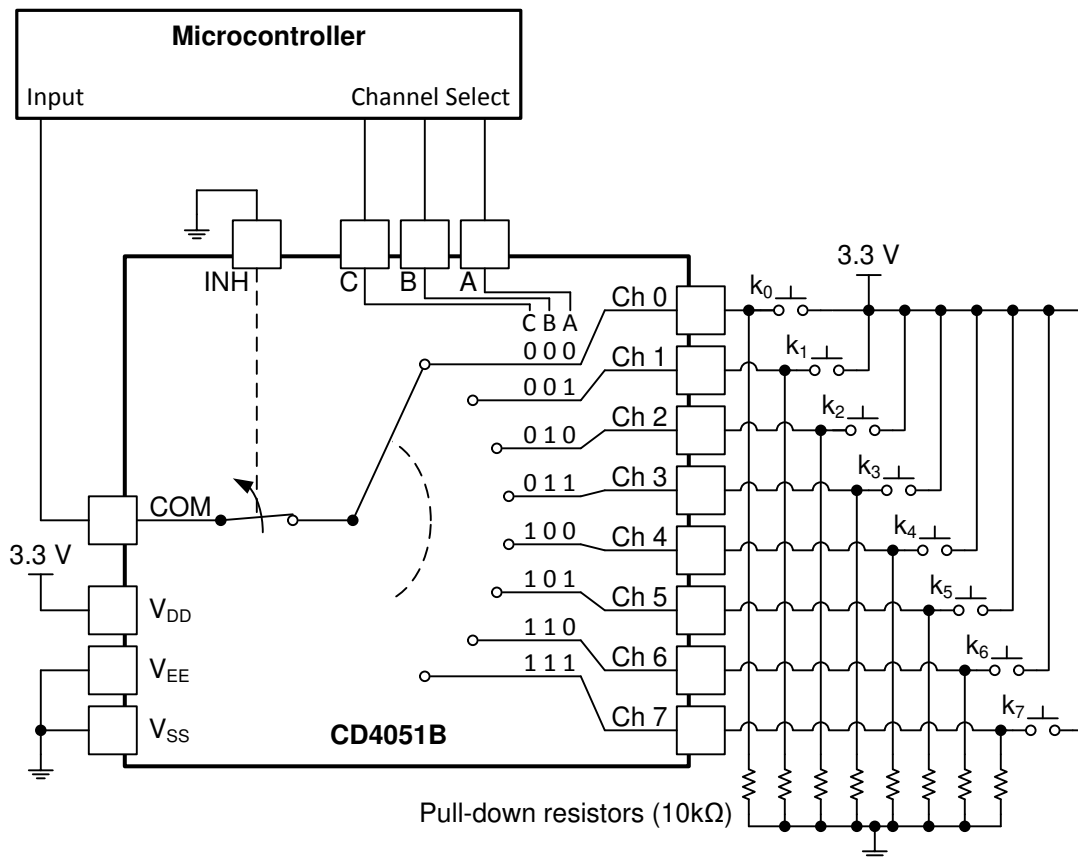 Microcontroller
Input Channel Select
3.3 V
INH C B A
C B A
Ch 0
k0
0 0 0
Ch 1
k1
0 0 1
Ch 2
k2
0 1 0
Ch 3
k3
0 1 1
Ch 4
k4
1 0 0
COM
Ch 5
k5
1 0 1
3.3 V
Ch 6
k6
1 1 0
VDD
Ch 7
k7
1 1 1
VEE
VSS
CD4051B
Pull-down resistors (10kΩ)